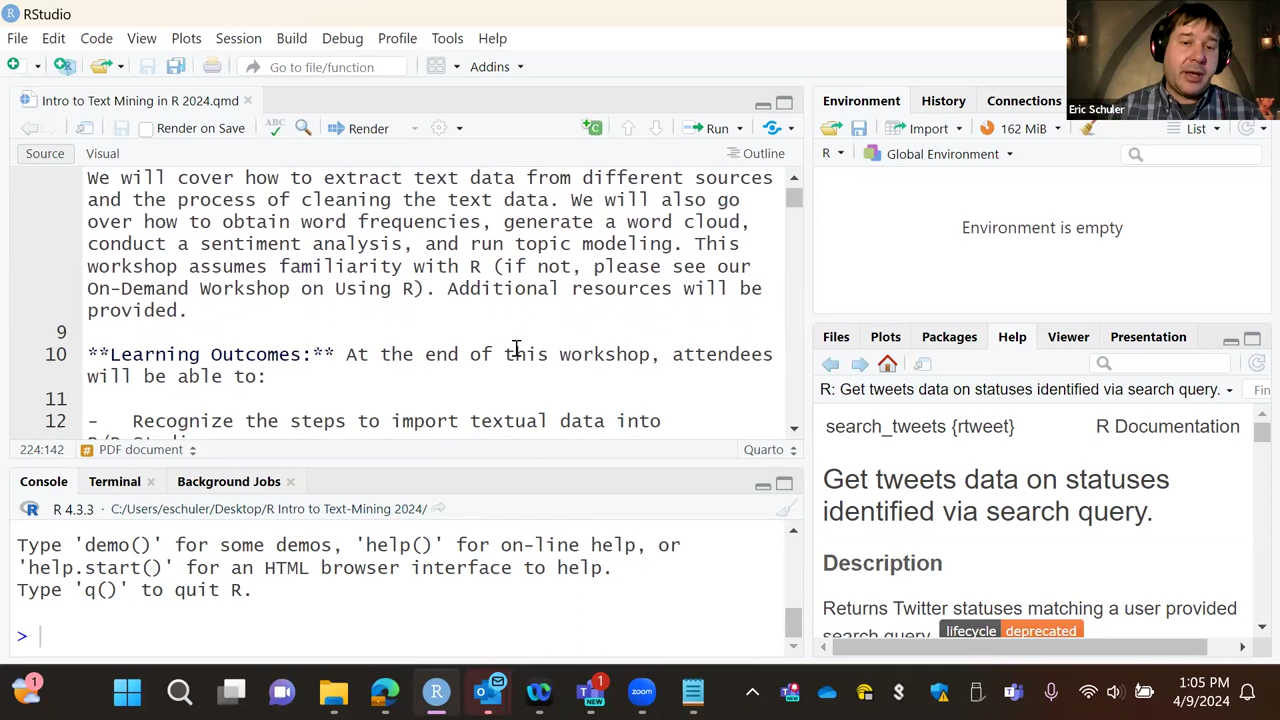 RStudio
File Edit Code View Plots Session Build Debug Profile Tools Help
Go to file/function Addins
Eric Schuler
Intro to Text Mining in R 2024.qmd
Render on Save ABC Render Run
Source Visual Outline
We will cover how to extract text data from different sources
and the process of cleaning the text data. We will also go
over how to obtain word frequencies, generate a word cloud,
conduct a sentiment analysis, and run topic modeling. This
workshop assumes familiarity with R (if not, please see our
On-Demand Workshop on Using R). Additional resources will be
provided.
9
10 **Learning Outcomes:** At the end of this workshop, attendees
will be able to:
11
12 - Recognize the steps to import textual data into
224:142 # PDF document Quarto
Console Terminal Background Jobs
R 4.3.3 · C:/Users/eschuler/Desktop/R Intro to Text-Mining 2024/
Type 'demo()' for some demos, 'help()' for on-line help, or
'help.start()' for an HTML browser interface to help.
Type 'q()' to quit R.
>
Environment History Connections
Import 162 MiB List
R Global Environment
Environment is empty
Files Plots Packages Help Viewer Presentation
R: Get tweets data on statuses identified via search query. Fin
search_tweets {rtweet} R Documentation
Get tweets data on statuses
identified via search query.
Description
Returns Twitter statuses matching a user provided
search query. lifecycle deprecated
1 R NEW 1 zoom NEW
1:05 PM
4/9/2024